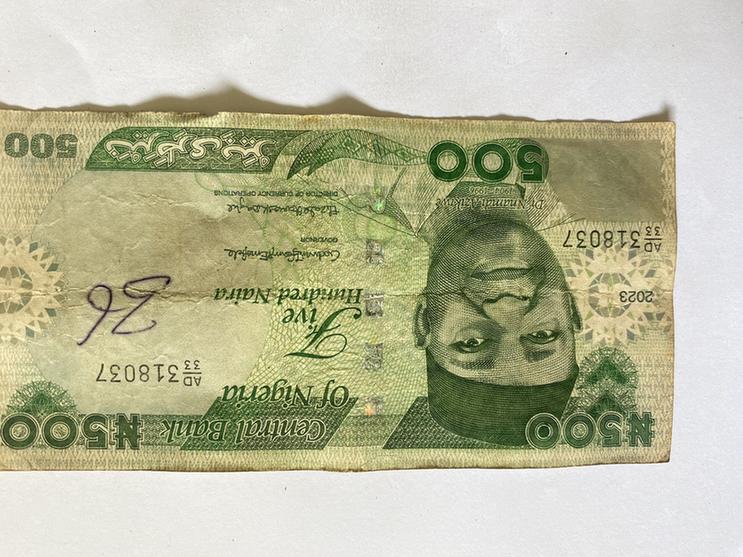 ₦500
Central Bank
Of Nigeria
₦500
AD
33 318037
2023
Five
Hundred Naira
AD
33 318037
GOVERNOR
DIRECTOR OF CURRENCY OPERATIONS
Dr Nnamdi Azikiwe
1904-1996
500
500